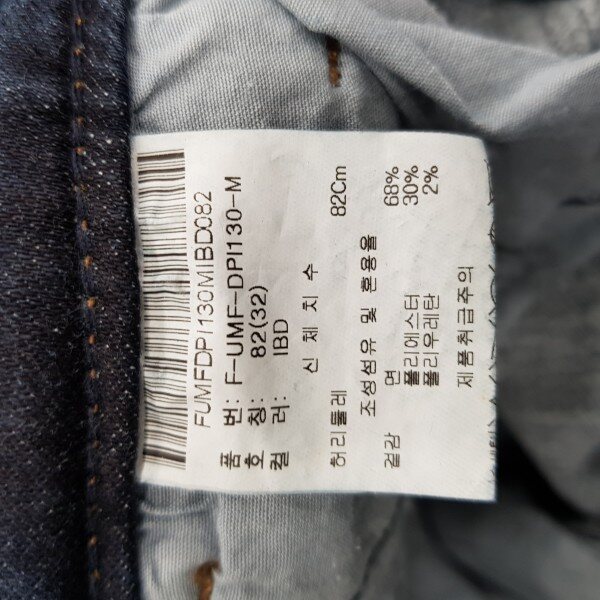 FUMFDPI130MIBD082
품 번: F-UMF-DPI130-M
호 칭: 82(32)
컬 러: IBD
신 체 치 수
허리둘레 82Cm
조성섬유 및 혼용율
겉감 면 68%
폴리에스터 30%
폴리우레탄 2%
제품취급주의